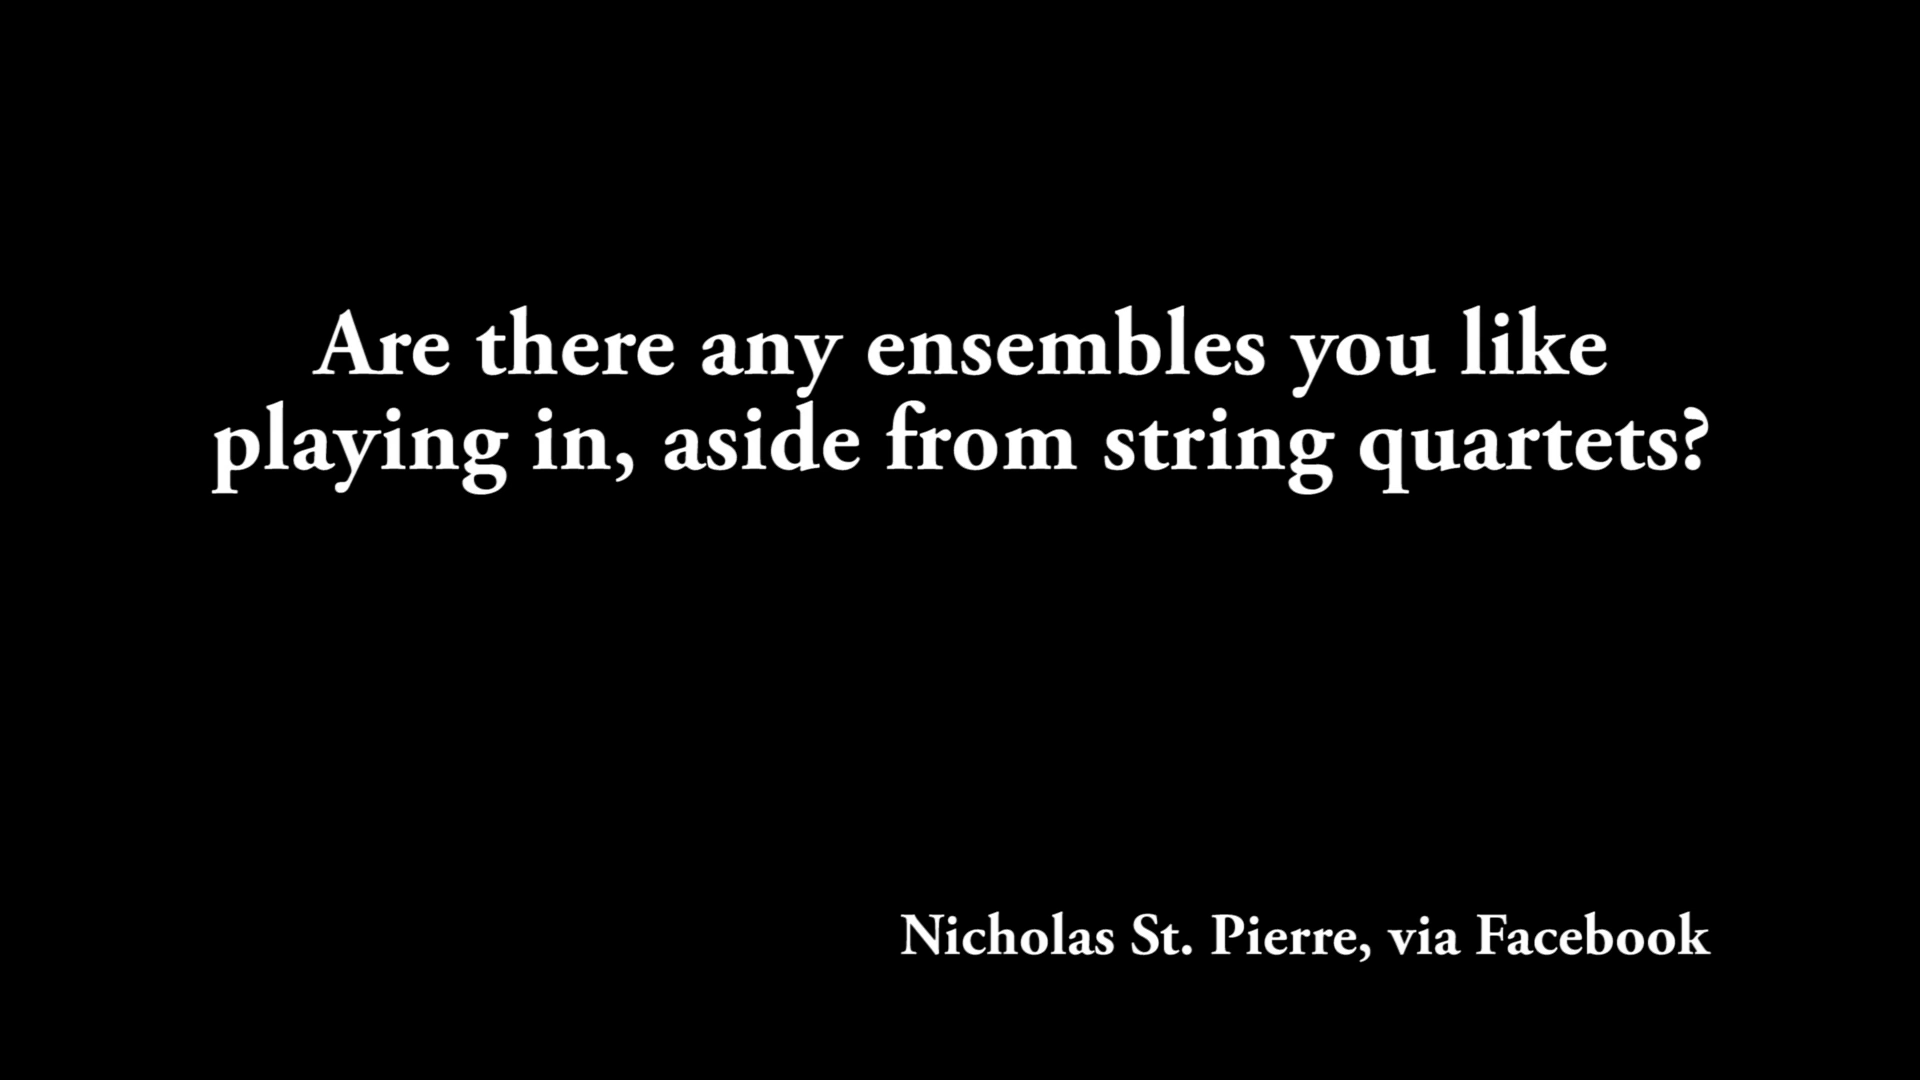 Are there any ensembles you like
playing in, aside from string quartets?
Nicholas St. Pierre, via Facebook